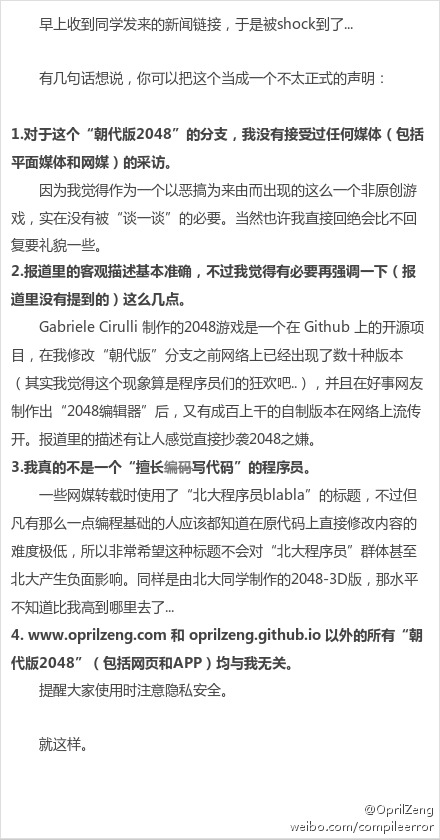 早上收到同学发来的新闻链接，于是被shock到了...
有几句话想说，你可以把这个当成一个不太正式的声明：
1.对于这个“朝代版2048”的分支，我没有接受过任何媒体（包括
平面媒体和网媒）的采访。
因为我觉得作为一个以恶搞为来由而出现的这么一个非原创游
戏，实在没有被“谈一谈”的必要。当然也许我直接回绝会比不回
复要礼貌一些。
2.报道里的客观描述基本准确，不过我觉得有必要再强调一下（报
道里没有提到的）这么几点。
Gabriele Cirulli 制作的2048游戏是一个在 Github 上的开源项
目，在我修改“朝代版”分支之前网络上已经出现了数十种版本
（其实我觉得这个现象算是程序员们的狂欢吧..），并且在好事网友
制作出“2048编辑器”后，又有成百上千的自制版本在网络上流传
开。报道里的描述有让人感觉直接抄袭2048之嫌。
3.我真的不是一个“擅长编码写代码”的程序员。
一些网媒转载时使用了“北大程序员blabla”的标题，不过但
凡有那么一点编程基础的人应该都知道在原代码上直接修改内容的
难度极低，所以非常希望这种标题不会对“北大程序员”群体甚至
北大产生负面影响。同样是由北大同学制作的2048-3D版，那水平
不知道比我高到哪里去了...
4. www.oprilzeng.com 和 oprilzeng.github.io 以外的所有“朝
代版2048”（包括网页和APP）均与我无关。
提醒大家使用时注意隐私安全。
就这样。
@OprilZeng
weibo.com/compileerror